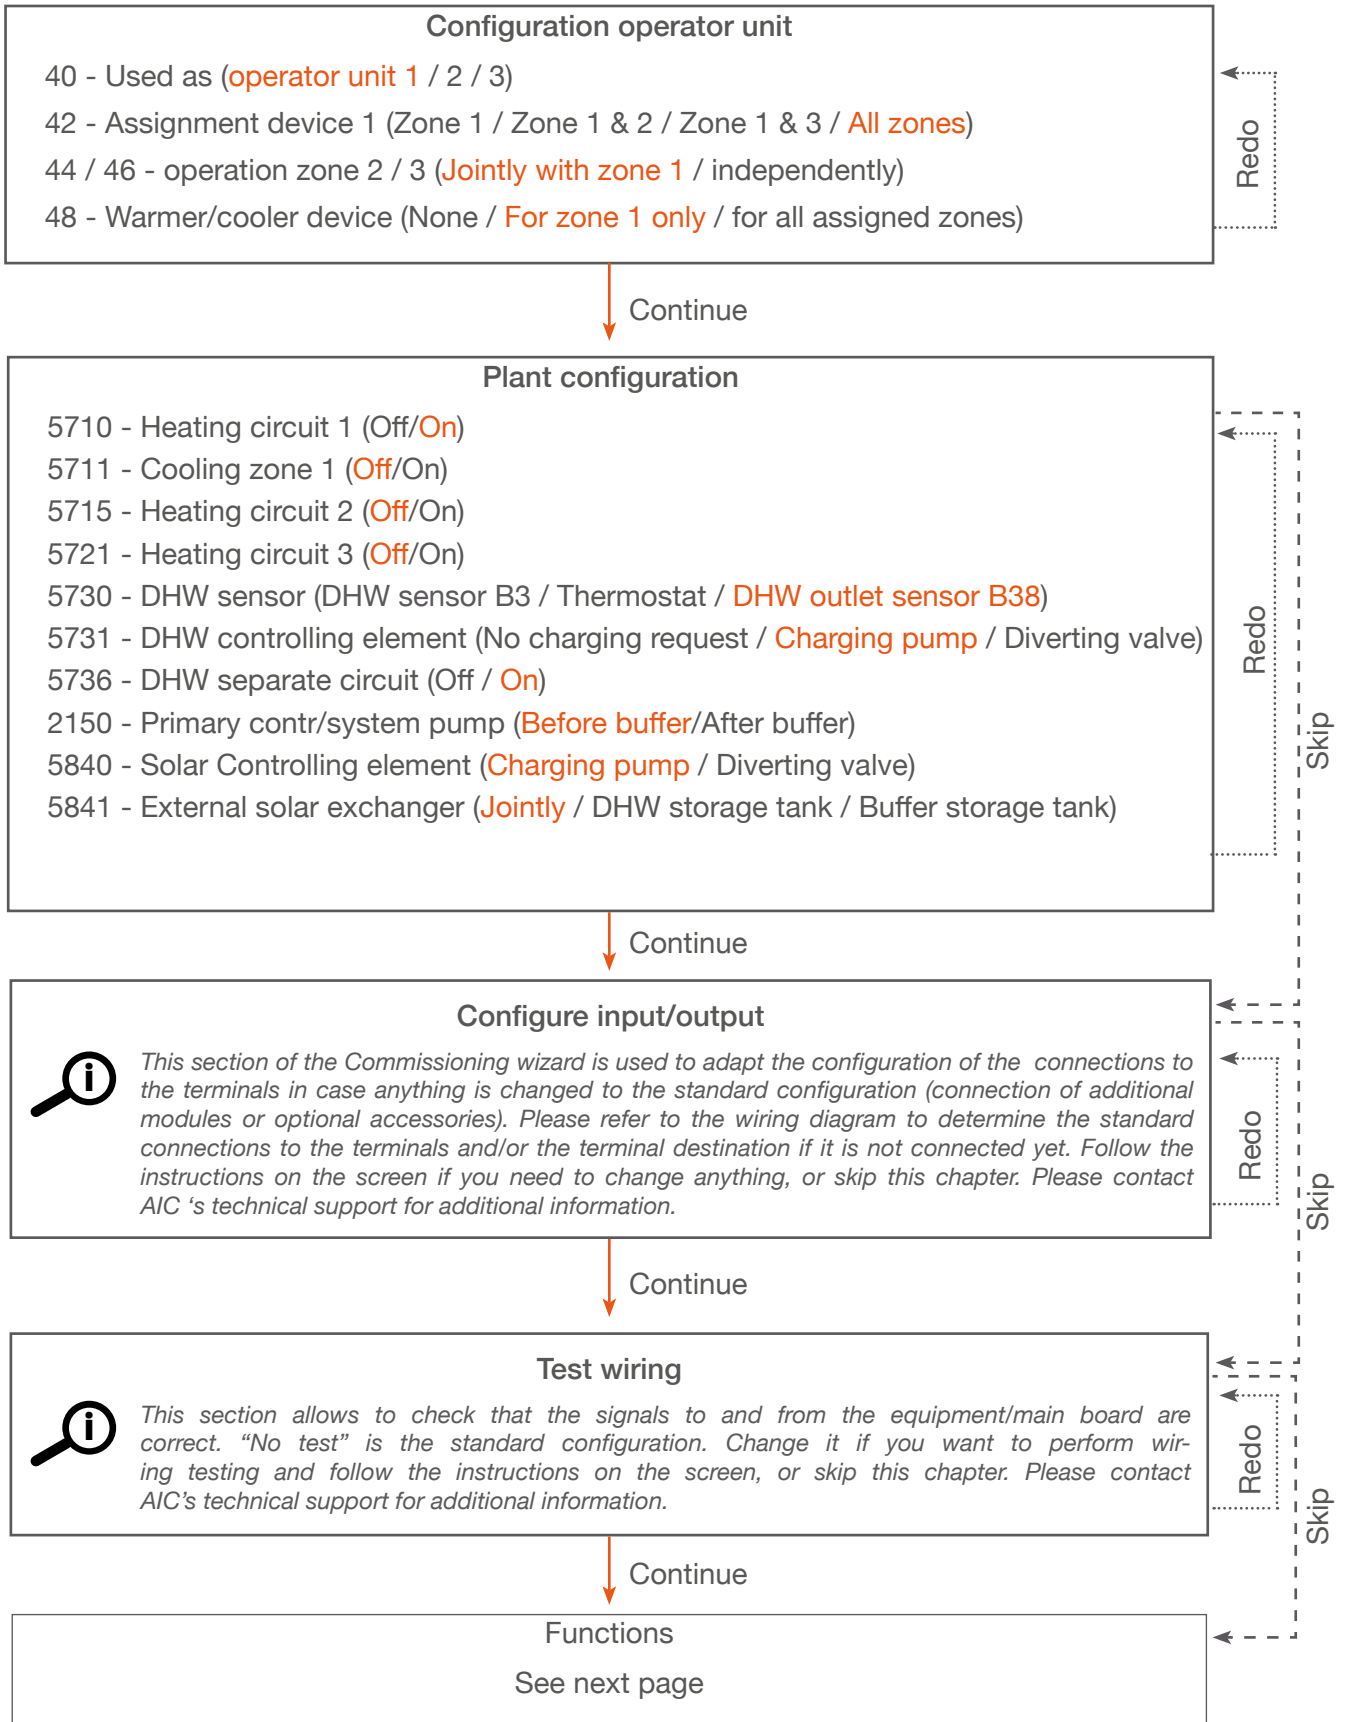 Configuration operator unit
40 - Used as (operator unit 1 / 2 / 3)
42 - Assignment device 1 (Zone 1 / Zone 1 & 2 / Zone 1 & 3 / All zones)
44 / 46 - operation zone 2 / 3 (Jointly with zone 1 / independently)
48 - Warmer/cooler device (None / For zone 1 only / for all assigned zones)
Redo
Continue
Plant configuration
5710 - Heating circuit 1 (Off/On)
5711 - Cooling zone 1 (Off/On)
5715 - Heating circuit 2 (Off/On)
5721 - Heating circuit 3 (Off/On)
5730 - DHW sensor (DHW sensor B3 / Thermostat / DHW outlet sensor B38)
5731 - DHW controlling element (No charging request / Charging pump / Diverting valve)
5736 - DHW separate circuit (Off / On)
2150 - Primary contr/system pump (Before buffer/After buffer)
5840 - Solar Controlling element (Charging pump / Diverting valve)
5841 - External solar exchanger (Jointly / DHW storage tank / Buffer storage tank)
Redo
Skip
Continue
Configure input/output
i
This section of the Commissioning wizard is used to adapt the configuration of the connections to
the terminals in case anything is changed to the standard configuration (connection of additional
modules or optional accessories). Please refer to the wiring diagram to determine the standard
connections to the terminals and/or the terminal destination if it is not connected yet. Follow the
instructions on the screen if you need to change anything, or skip this chapter. Please contact
AIC ‘s technical support for additional information.
Redo
Skip
Continue
Test wiring
i
This section allows to check that the signals to and from the equipment/main board are
correct. “No test” is the standard configuration. Change it if you want to perform wir-
ing testing and follow the instructions on the screen, or skip this chapter. Please contact
AIC’s technical support for additional information.
Redo
Skip
Continue
Functions
See next page